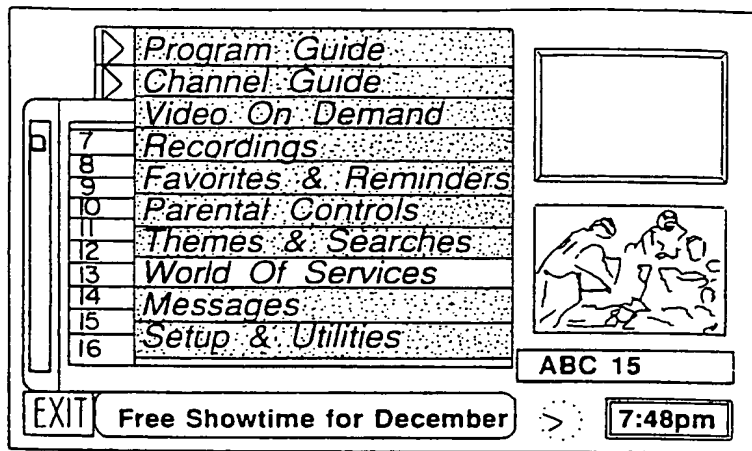 Program Guide
Channel Guide
Video On Demand
7
Recordings
8
Favorites & Reminders
9
10
Parental Controls
11
Themes & Searches
12
13
World Of Services
14
Messages
15
Setup & Utilities
16
ABC 15
EXIT
Free Showtime for December
7:48pm